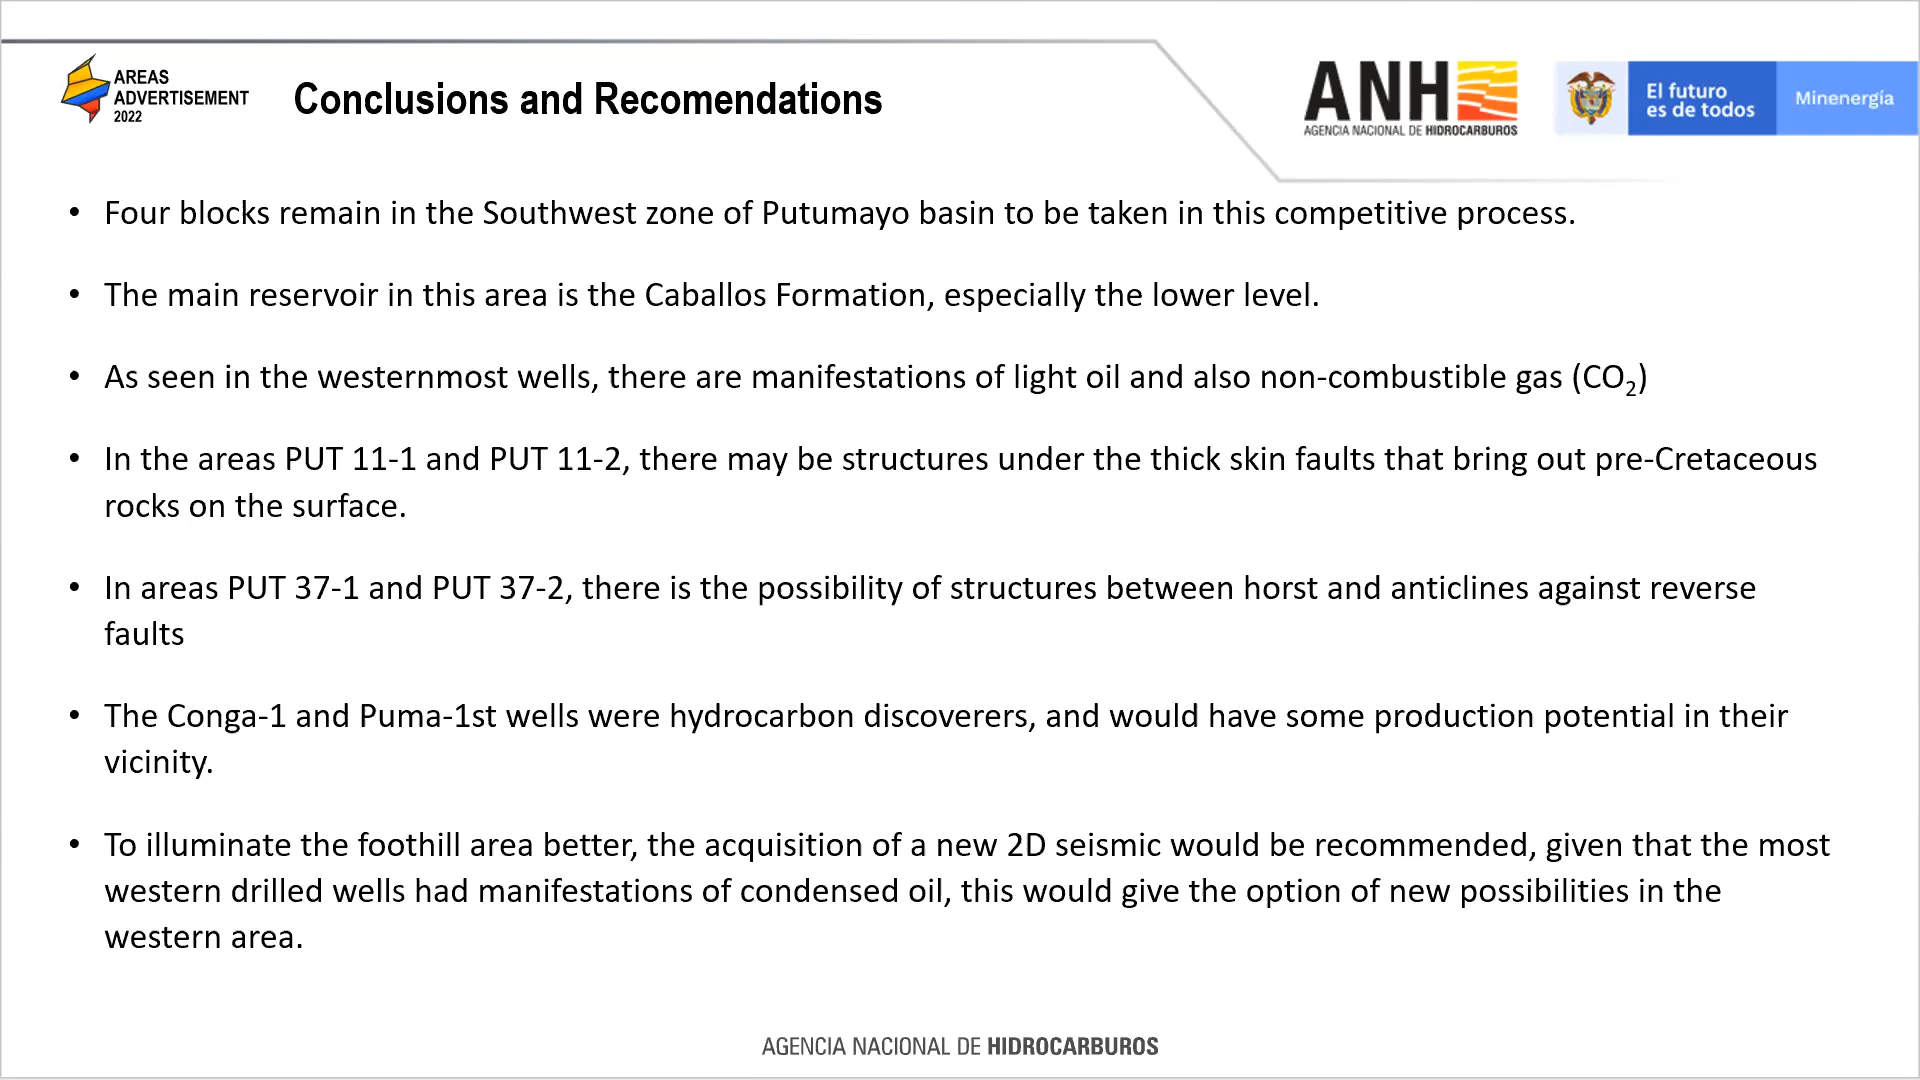 AREAS
ADVERTISEMENT
2022
Conclusions and Recomendations
ANH
AGENCIA NACIONAL DE HIDROCARBUROS
El futuro
es de todos
Minenergía
• Four blocks remain in the Southwest zone of Putumayo basin to be taken in this competitive process.
• The main reservoir in this area is the Caballos Formation, especially the lower level.
• As seen in the westernmost wells, there are manifestations of light oil and also non-combustible gas (CO₂)
• In the areas PUT 11-1 and PUT 11-2, there may be structures under the thick skin faults that bring out pre-Cretaceous
rocks on the surface.
• In areas PUT 37-1 and PUT 37-2, there is the possibility of structures between horst and anticlines against reverse
faults
• The Conga-1 and Puma-1st wells were hydrocarbon discoverers, and would have some production potential in their
vicinity.
• To illuminate the foothill area better, the acquisition of a new 2D seismic would be recommended, given that the most
western drilled wells had manifestations of condensed oil, this would give the option of new possibilities in the
western area.
AGENCIA NACIONAL DE HIDROCARBUROS